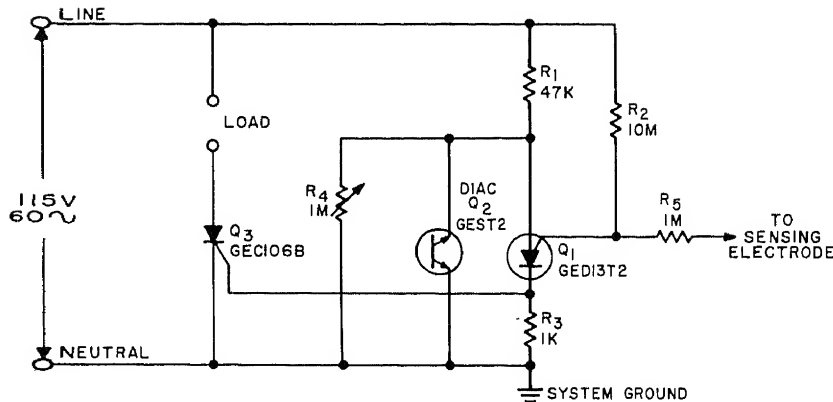 LINE
R1
47K
R2
10M
LOAD
115V
60~
R4
1M
DIAC
Q2
GEST2
R5
1M
TO
SENSING
ELECTRODE
Q3
GEC106B
Q1
GED13T2
R3
1K
NEUTRAL
SYSTEM GROUND